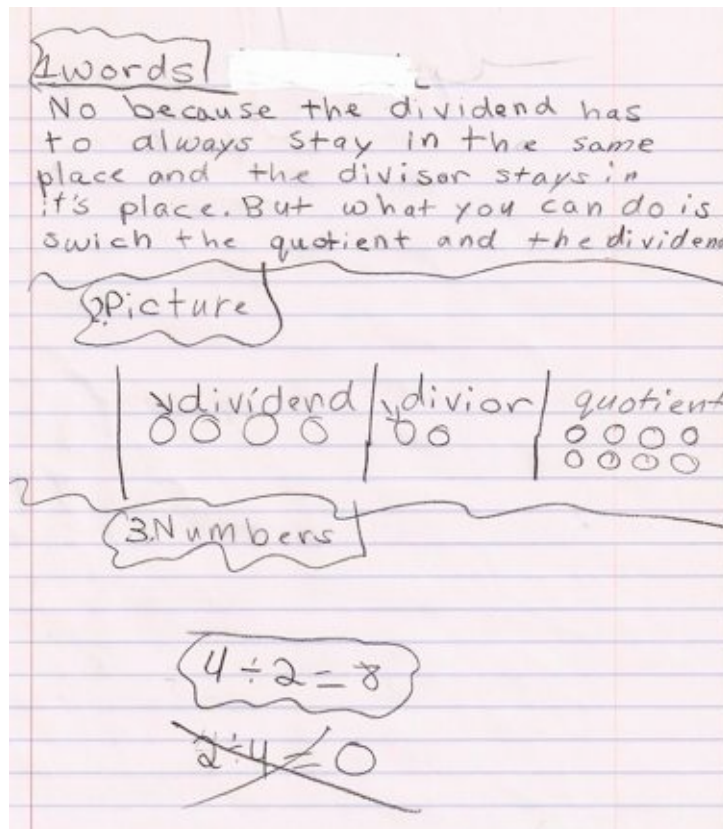 1words
No because the dividend has
to always stay in the same
place and the divisor stays in
it's place. But what you can do is
swich the quotient and the dividend
2.Picture
dividend divior quotient
3.Numbers
4÷2=8
2÷4=0